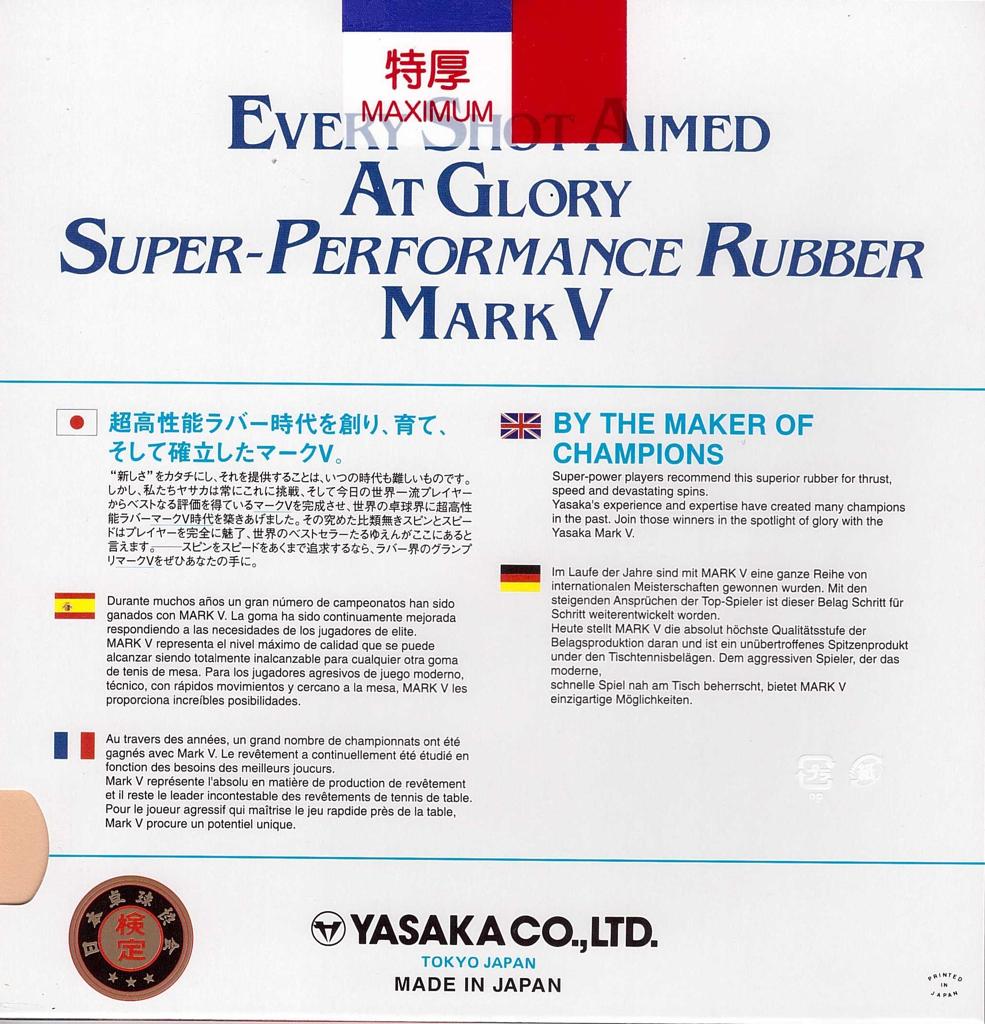 特厚
MAXIMUM
EVERY SHOT AIMED
AT GLORY
SUPER-PERFORMANCE RUBBER
MARK V
超高性能ラバー時代を創り、育て、
そして確立したマークV。
“新しさ”をカタチにし、それを提供することは、いつの時代も難しいものです。
しかし、私たちヤサカは常にこれに挑戦、そして今日の世界一流プレイヤー
からベストなる評価を得ているマークVを完成させ、世界の卓球界に超高性
能ラバーマークV時代を築きあげました。その究めた比類無きスピンとスピー
ドはプレイヤーを完全に魅了、世界のベストセラーたるゆえんがここにあると
言えます。――スピンをスピードをあくまで追求するなら、ラバー界のグランプ
リマークVをぜひあなたの手に。
Durante muchos años un gran número de campeonatos han sido
ganados con MARK V. La goma ha sido continuamente mejorada
respondiendo a las necesidades de los jugadores de elite.
MARK V representa el nivel máximo de calidad que se puede
alcanzar siendo totalmente inalcanzable para cualquier otra goma
de tenis de mesa. Para los jugadores agresivos de juego moderno,
técnico, con rápidos movimientos y cercano a la mesa, MARK V les
proporciona increíbles posibilidades.
Au travers des années, un grand nombre de championnats ont été
gagnés avec Mark V. Le revêtement a continuellement été étudié en
fonction des besoins des meilleurs joucurs.
Mark V représente l'absolu en matière de production de revêtement
et il reste le leader incontestable des revêtements de tennis de table.
Pour le joueur agressif qui maîtrise le jeu rapdide près de la table,
Mark V procure un potentiel unique.
BY THE MAKER OF
CHAMPIONS
Super-power players recommend this superior rubber for thrust,
speed and devastating spins.
Yasaka's experience and expertise have created many champions
in the past. Join those winners in the spotlight of glory with the
Yasaka Mark V.
Im Laufe der Jahre sind mit MARK V eine ganze Reihe von
internationalen Meisterschaften gewonnen wurden. Mit den
steigenden Ansprüchen der Top-Spieler ist dieser Belag Schritt für
Schritt weiterentwickelt worden.
Heute stellt MARK V die absolut höchste Qualitätsstufe der
Belagsproduktion daran und ist ein unübertroffenes Spitzenprodukt
under den Tischtennisbelägen. Dem aggressiven Spieler, der das
moderne,
schnelle Spiel nah am Tisch beherrscht, bietet MARK V
einzigartige Möglichkeiten.
プラ
紙
PP
日本卓球協会
検定
YASAKA CO.,LTD.
TOKYO JAPAN
MADE IN JAPAN
PRINTED
IN
JAPAN